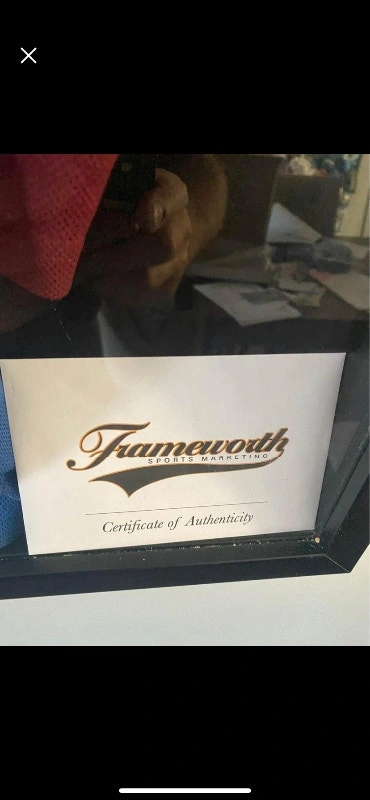 Frameworth
SPORTS MARKETING
Certificate of Authenticity